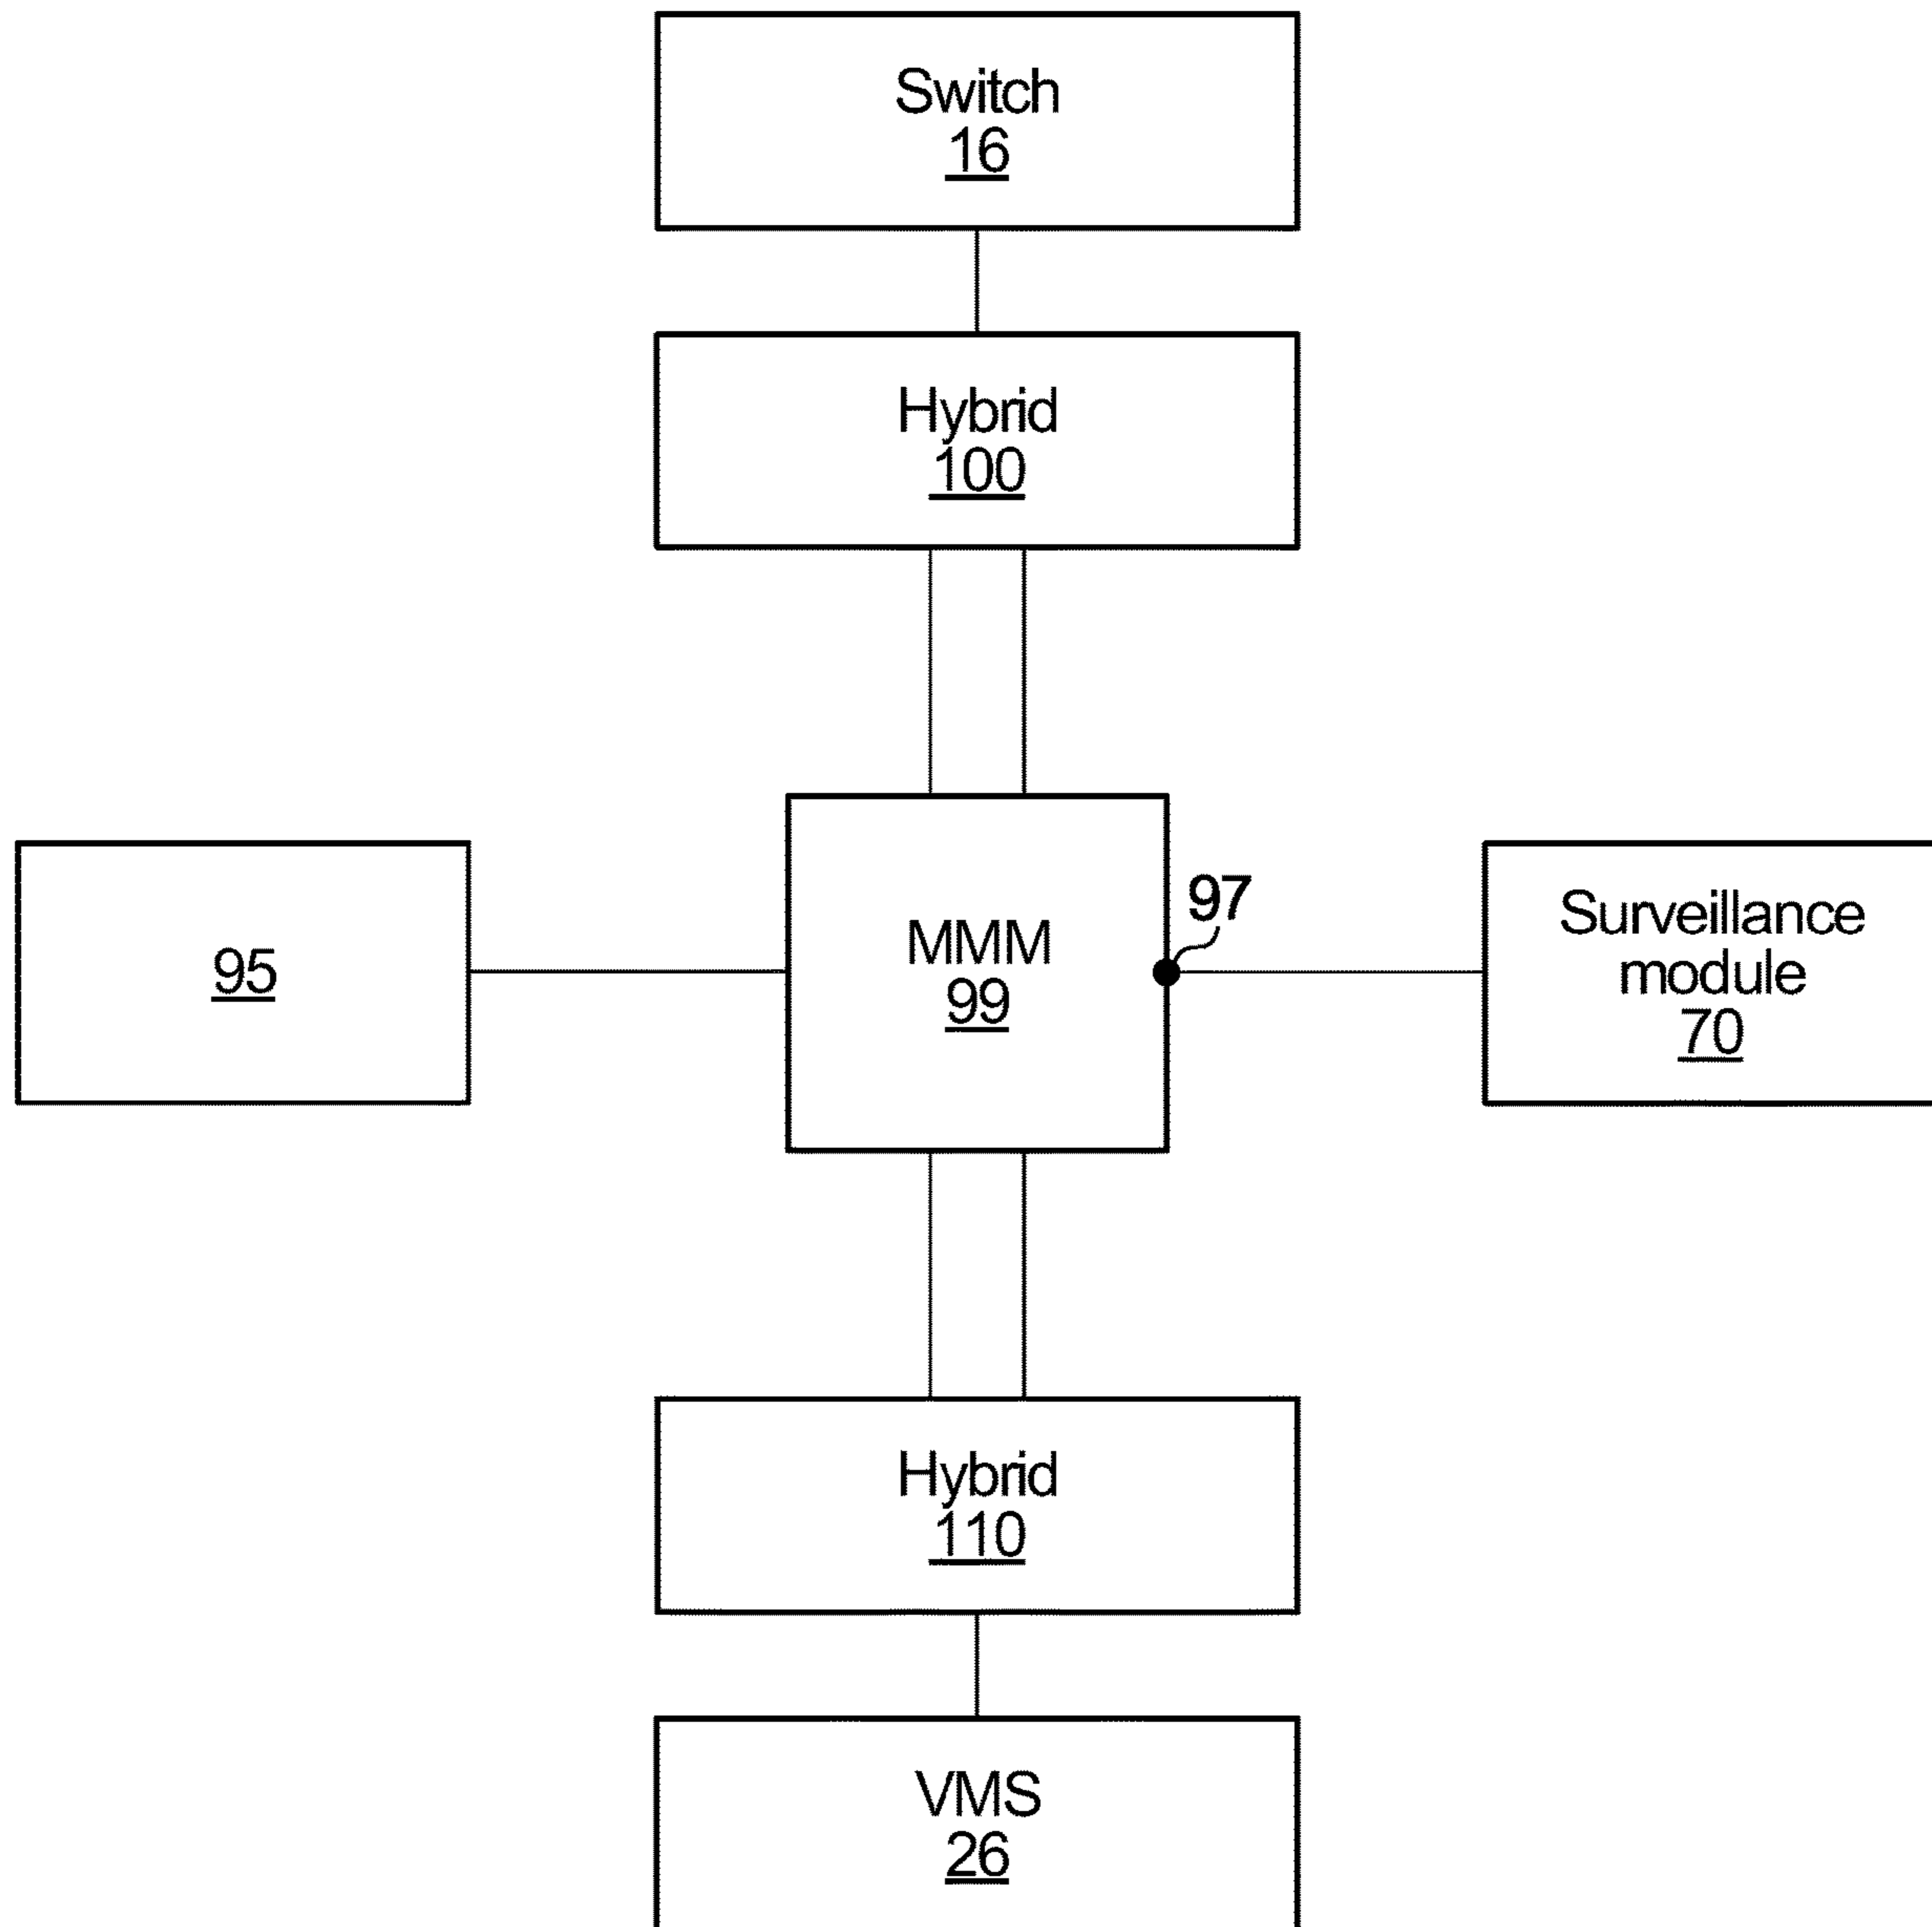 Switch
16
Hybrid
100
97
95
MMM
99
Surveillance
module
70
Hybrid
110
VMS
26